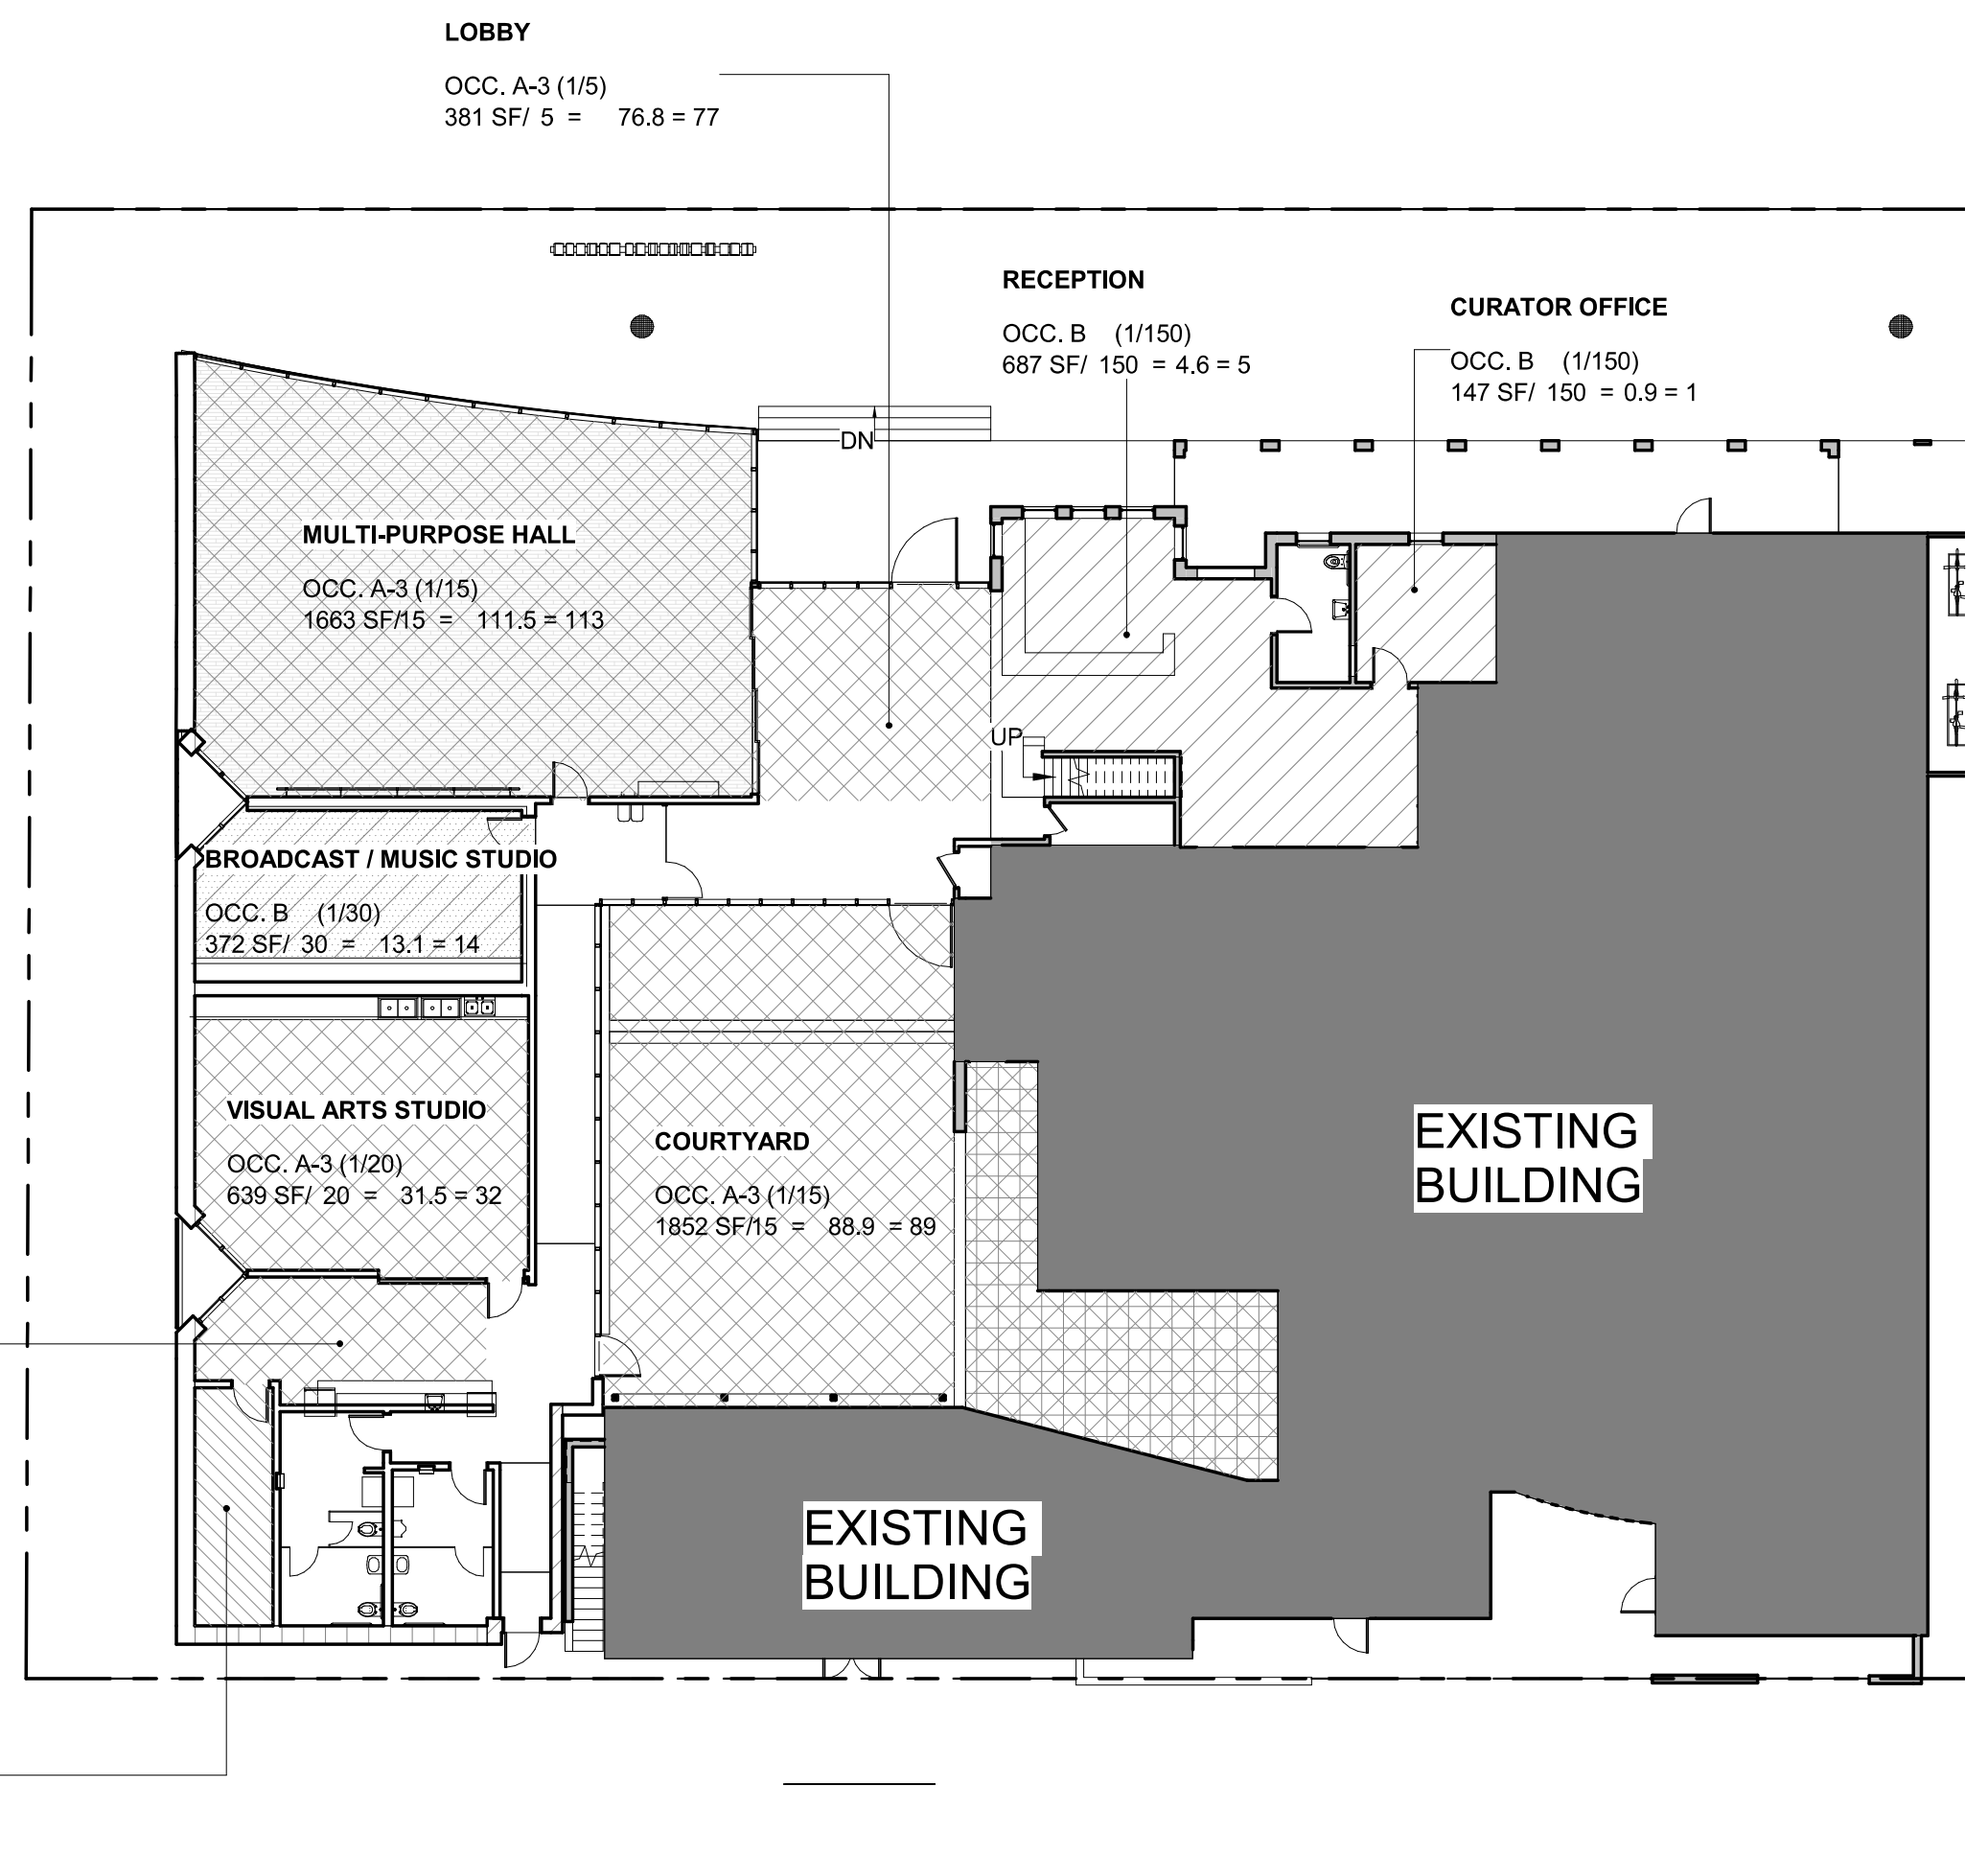 LOBBY
OCC. A-3 (1/5)
381 SF/ 5 = 76.8 = 77
RECEPTION
OCC. B (1/150)
687 SF/ 150 = 4.6 = 5
CURATOR OFFICE
OCC. B (1/150)
147 SF/ 150 = 0.9 = 1
DN
MULTI-PURPOSE HALL
OCC. A-3 (1/15)
1663 SF/15 = 111.5 = 113
UP
BROADCAST / MUSIC STUDIO
OCC. B (1/30)
372 SF/ 30 = 13.1 = 14
VISUAL ARTS STUDIO
OCC. A-3 (1/20)
639 SF/ 20 = 31.5 = 32
COURTYARD
OCC. A-3 (1/15)
1852 SF/15 = 88.9 = 89
EXISTING
BUILDING
EXISTING
BUILDING